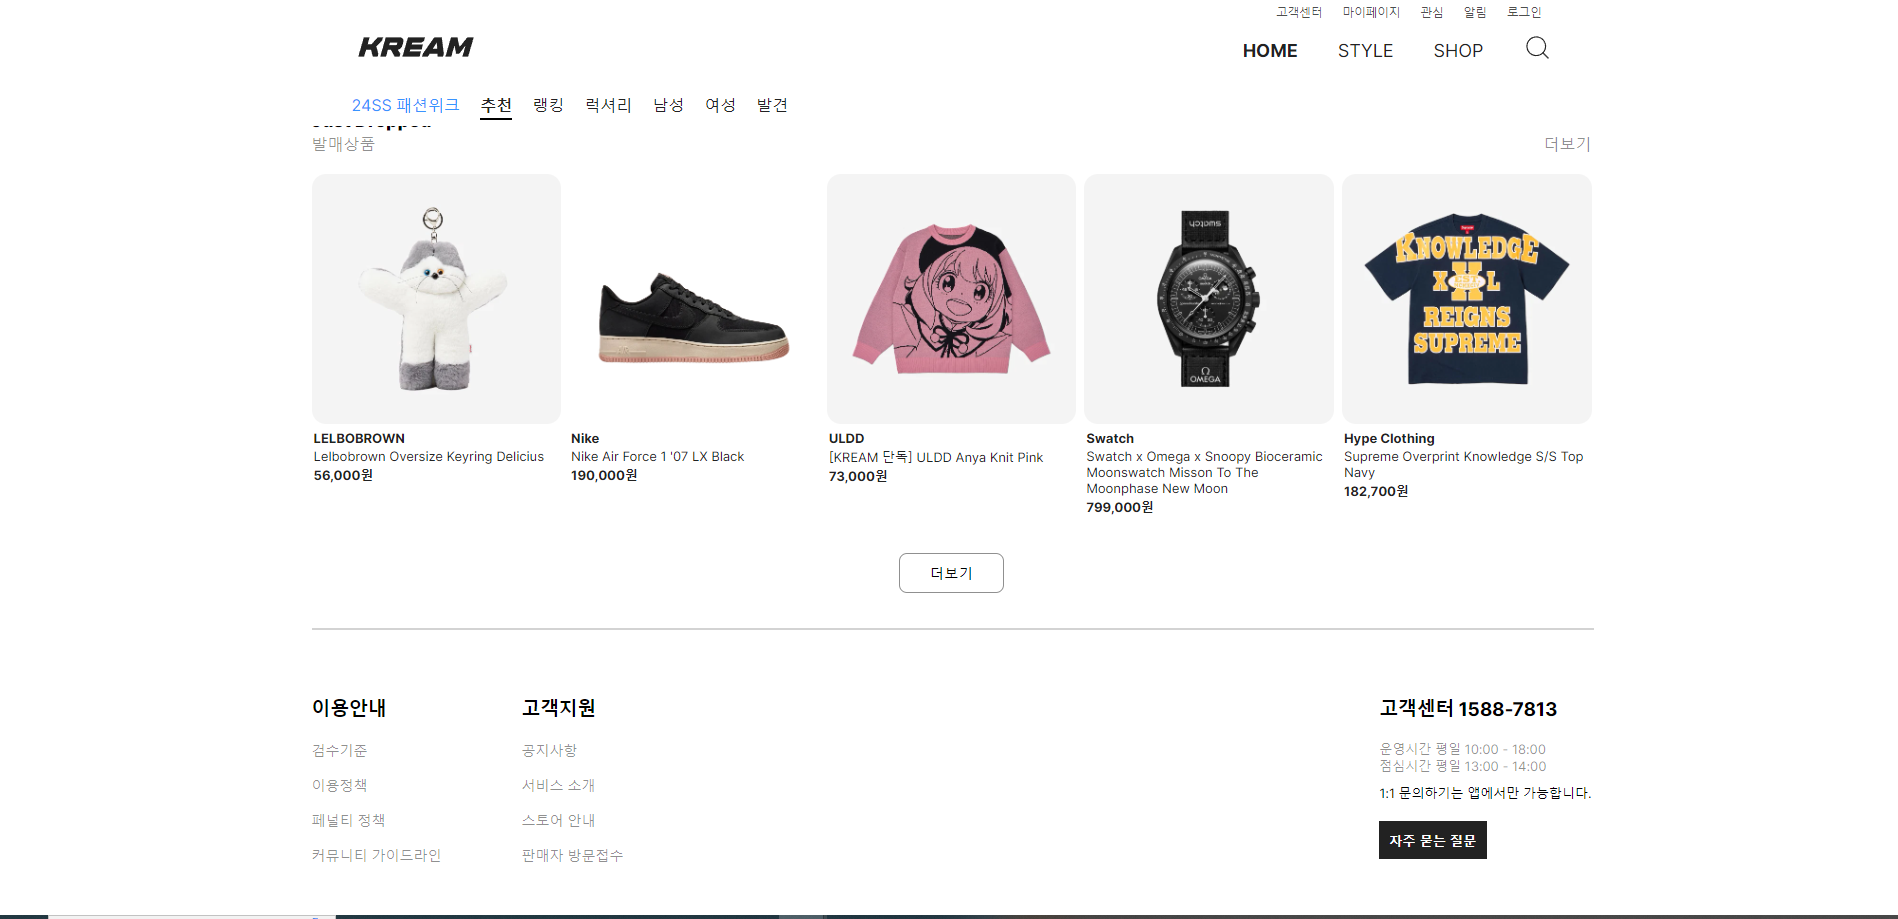 고객센터 마이페이지 관심 알림 로그인
KREAM
HOME STYLE SHOP
24SS 패션위크 추천 랭킹 럭셔리 남성 여성 발견
Just Dropped
발매상품 더보기
swatch
Ω
OMEGA
Supreme
KNOWLEDGE
X L
REIGNS
SUPREME
LELBOBROWN
Lelbobrown Oversize Keyring Delicius
56,000원
Nike
Nike Air Force 1 '07 LX Black
190,000원
ULDD
[KREAM 단독] ULDD Anya Knit Pink
73,000원
Swatch
Swatch x Omega x Snoopy Bioceramic
Moonswatch Misson To The
Moonphase New Moon
799,000원
Hype Clothing
Supreme Overprint Knowledge S/S Top
Navy
182,700원
더보기
이용안내
검수기준
이용정책
페널티 정책
커뮤니티 가이드라인
고객지원
공지사항
서비스 소개
스토어 안내
판매자 방문접수
고객센터 1588-7813
운영시간 평일 10:00 - 18:00
점심시간 평일 13:00 - 14:00
1:1 문의하기는 앱에서만 가능합니다.
자주 묻는 질문